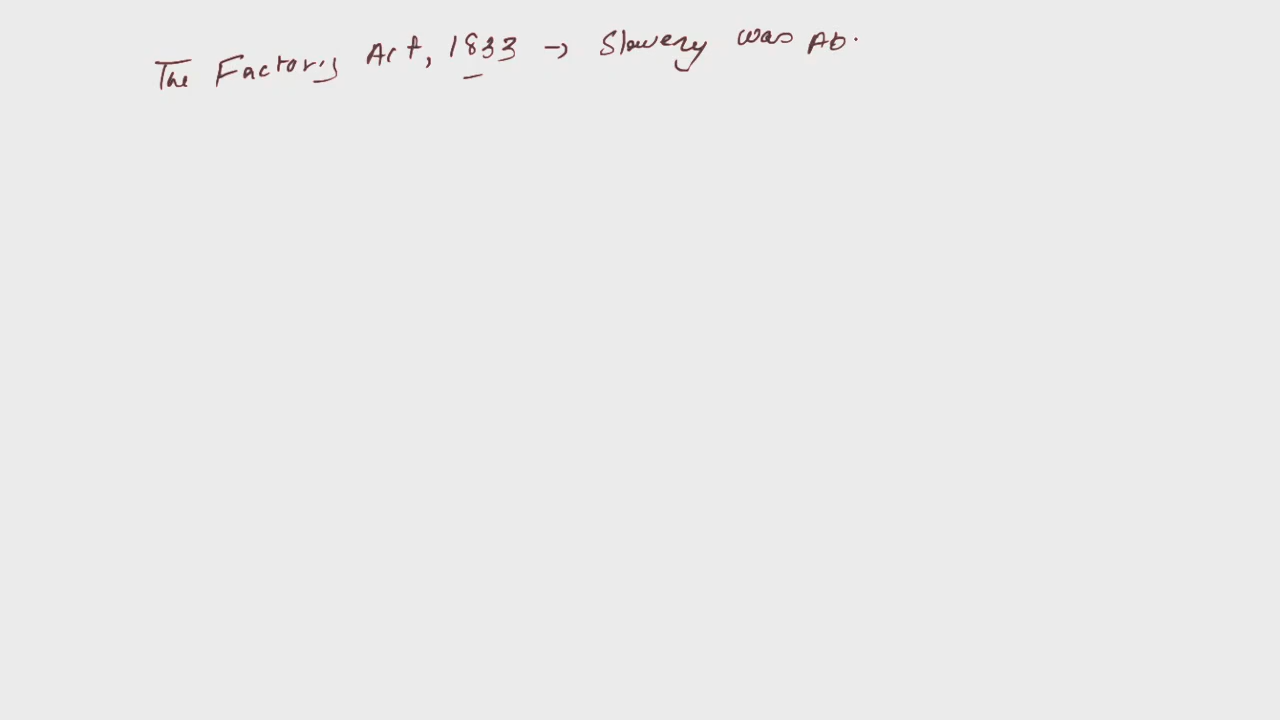 The Factory Act, 1833 → Slavery was Ab.